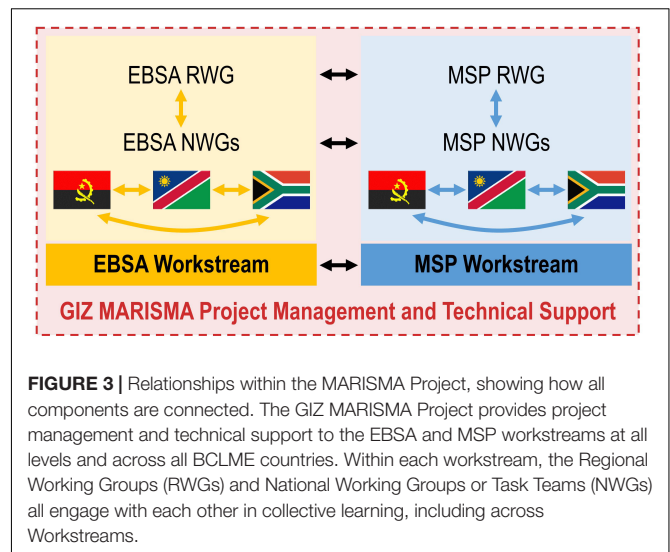 EBSA RWG
MSP RWG
EBSA NWGs
MSP NWGs
EBSA Workstream
MSP Workstream
GIZ MARISMA Project Management and Technical Support
FIGURE 3 | Relationships within the MARISMA Project, showing how all
components are connected. The GIZ MARISMA Project provides project
management and technical support to the EBSA and MSP workstreams at all
levels and across all BCLME countries. Within each workstream, the Regional
Working Groups (RWGs) and National Working Groups or Task Teams (NWGs)
all engage with each other in collective learning, including across
Workstreams.